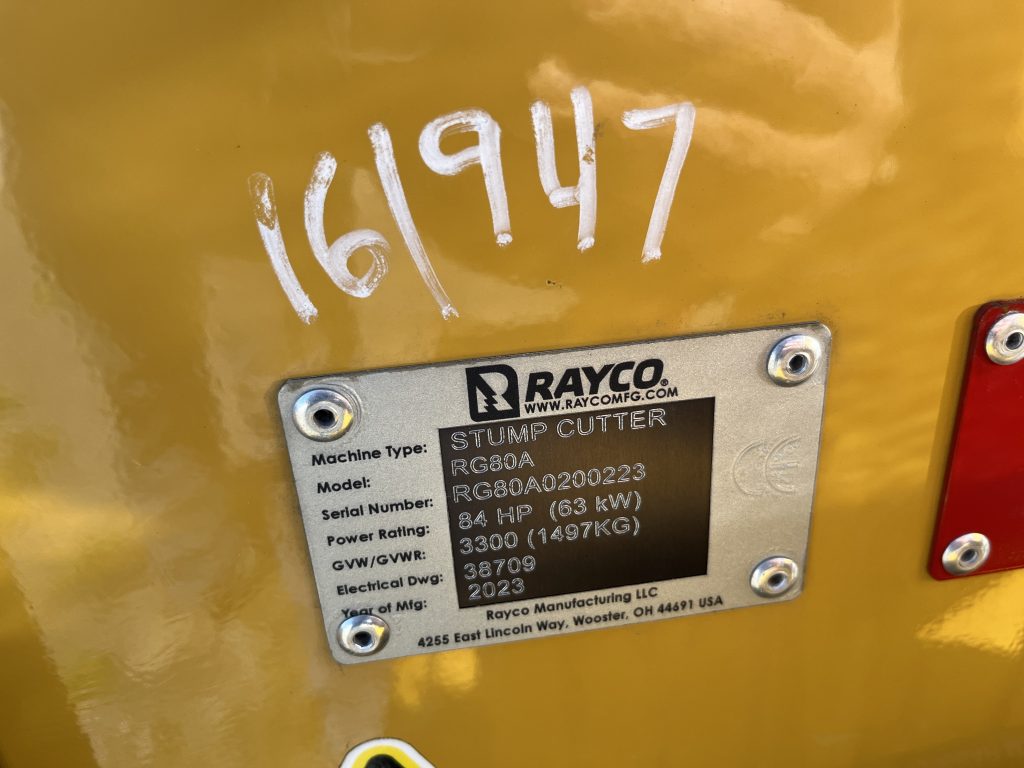 161947
RAYCO®
WWW.RAYCOMFG.COM
Machine Type: STUMP CUTTER
Model: RG80A
Serial Number: RG80A0200223
Power Rating: 84 HP (63 kW)
GVW/GVWR: 3300 (1497KG)
Electrical Dwg: 38709
Year of Mfg: 2023
Rayco Manufacturing LLC
4255 East Lincoln Way, Wooster, OH 44691 USA
CE